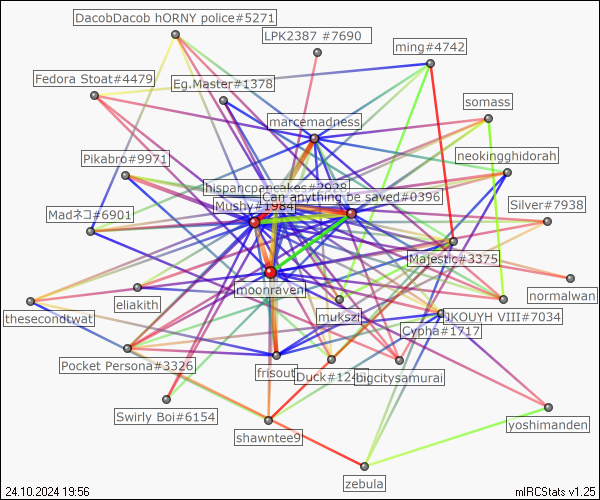 DacobDacob hORNY police#5271
LPK2387 #7690
ming#4742
Fedora Stoat#4479
Eg.Master#1378
somass
marcemadness
Pikabro#9971
neokingghidorah
hispanicpancakes#2928
Can anything be saved#0396
Mushy#1984
Silver#7938
Madネコ#6901
Majestic#3375
moonraven
normalwan
eliakith
mukszi
JKOUYH VIII#7034
thesecondtwat
Cypha#1717
Pocket Persona#3326
frisout
bigcitysamurai
Swirly Boi#6154
yoshimanden
shawntee9
zebula
24.10.2024 19:56
mIRCStats v1.25